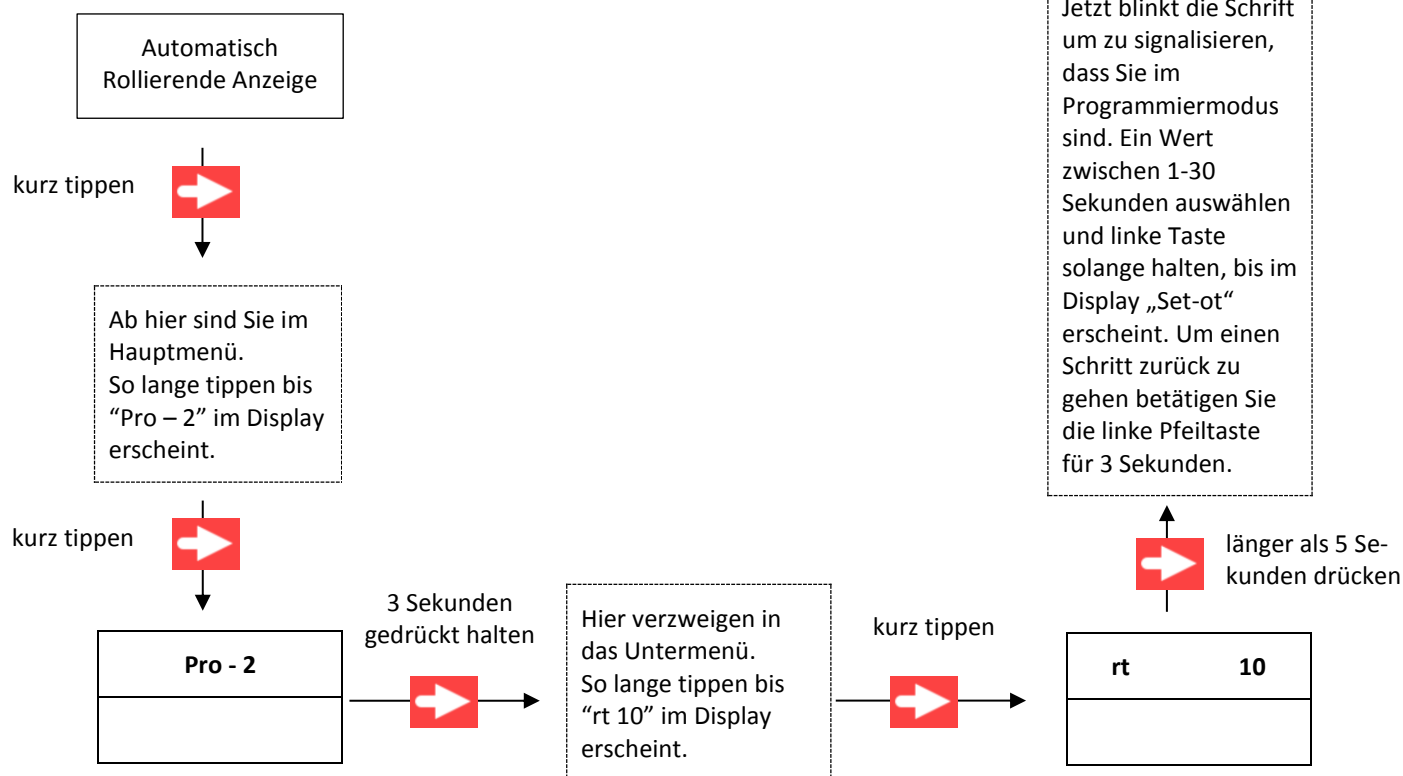 Automatisch
Rollierende Anzeige
kurz tippen
Ab hier sind Sie im
Hauptmenü.
So lange tippen bis
“Pro – 2” im Display
erscheint.
kurz tippen
Pro - 2
3 Sekunden
gedrückt halten
Hier verzweigen in
das Untermenü.
So lange tippen bis
“rt 10” im Display
erscheint.
kurz tippen
rt 10
länger als 5 Se-
kunden drücken
Jetzt blinkt die Schrift
um zu signalisieren,
dass Sie im
Programmiermodus
sind. Ein Wert
zwischen 1-30
Sekunden auswählen
und linke Taste
solange halten, bis im
Display „Set-ot“
erscheint. Um einen
Schritt zurück zu
gehen betätigen Sie
die linke Pfeiltaste
für 3 Sekunden.